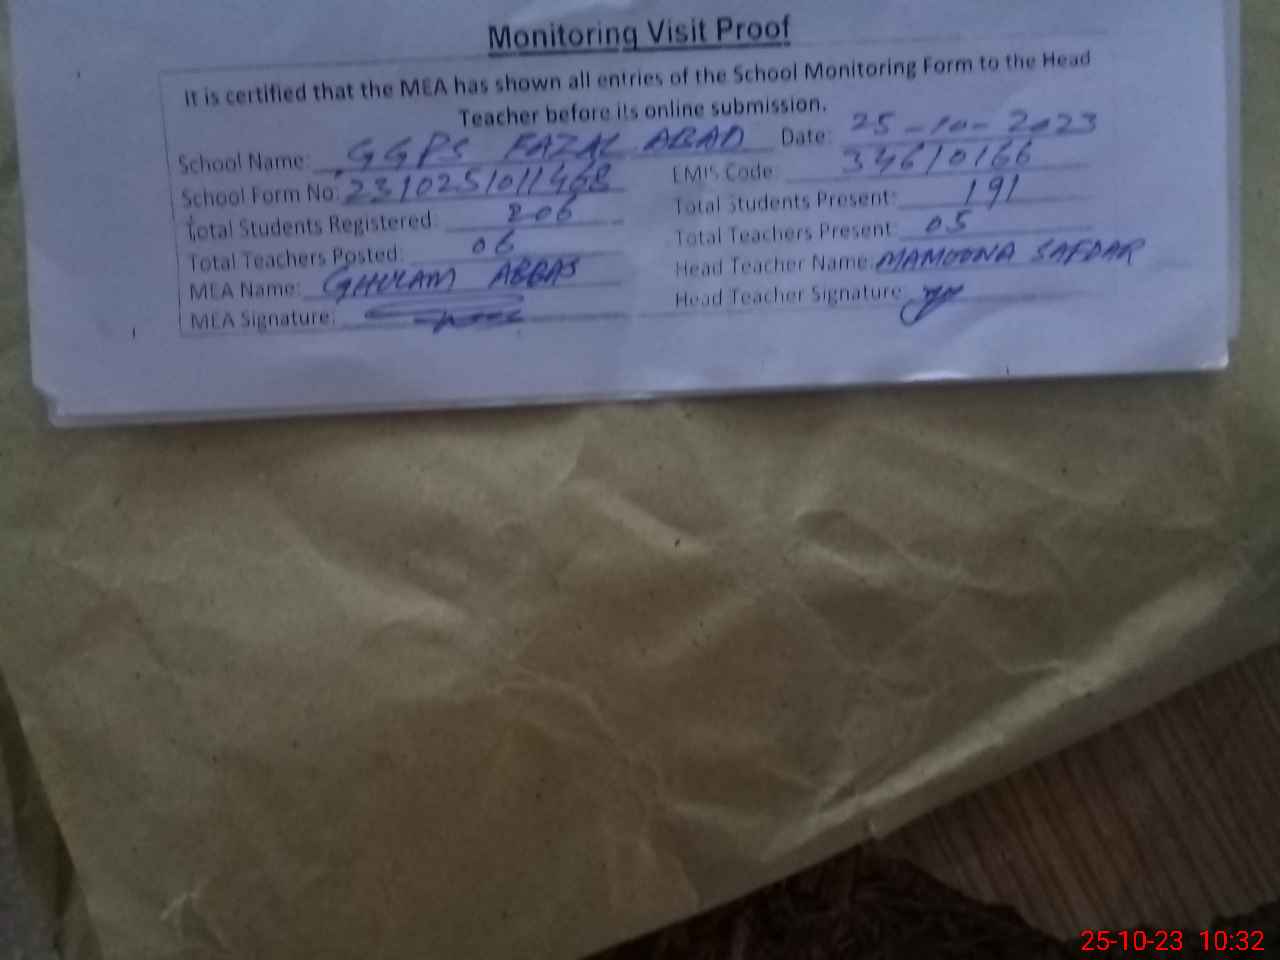 Monitoring Visit Proof
It is certified that the MEA has shown all entries of the School Monitoring Form to the Head
Teacher before its online submission.
School Name: GGPS FAZAL ABAD Date: 25-10-2023
School Form No: 2310251011468 EMIS Code: 34610166
Total Students Registered: 206 Total Students Present: 191
Total Teachers Posted: 06 Total Teachers Present: 05
MEA Name: GHULAM ABBAS Head Teacher Name: MAMOONA SAFDAR
MEA Signature: Head Teacher Signature:
25-10-23 10:32